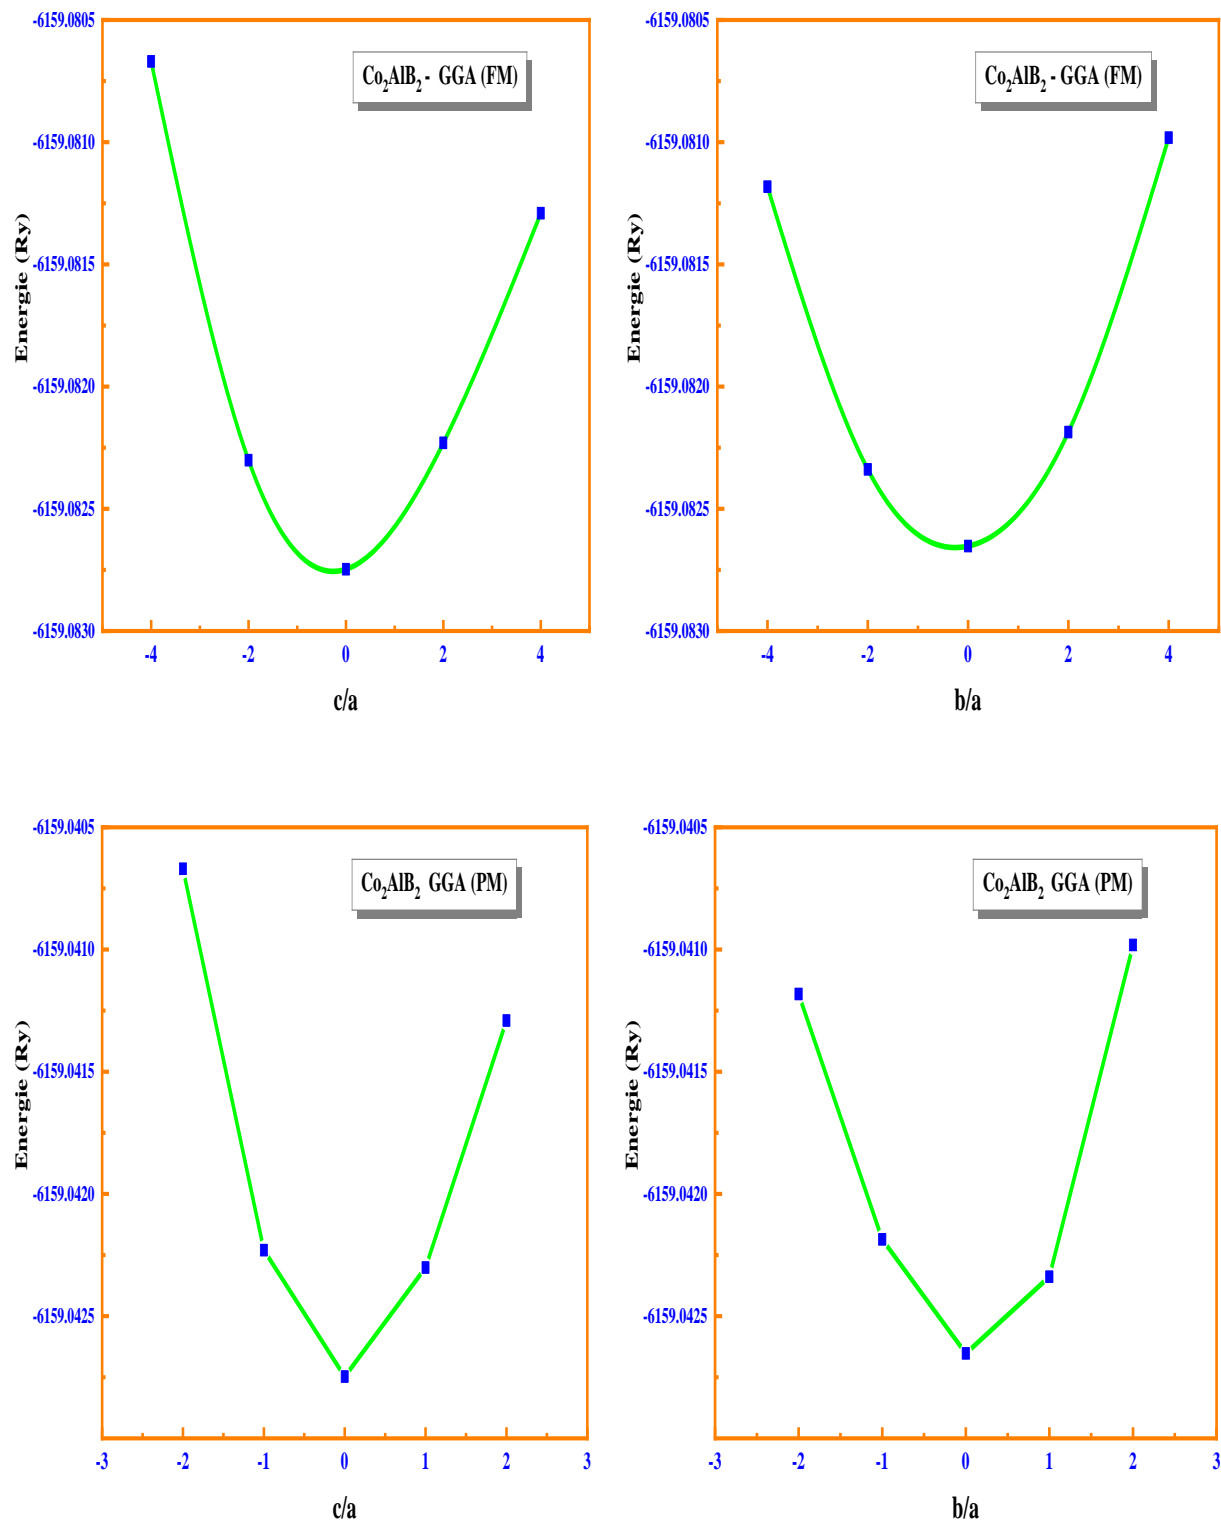 Co₂AlB₂ - GGA (FM)
Energie (Ry)
-6159.0805
-6159.0810
-6159.0815
-6159.0820
-6159.0825
-6159.0830
-4 -2 0 2 4
c/a
Co₂AlB₂ - GGA (FM)
Energie (Ry)
-6159.0805
-6159.0810
-6159.0815
-6159.0820
-6159.0825
-6159.0830
-4 -2 0 2 4
b/a
Co₂AlB₂ GGA (PM)
Energie (Ry)
-6159.0405
-6159.0410
-6159.0415
-6159.0420
-6159.0425
-3 -2 -1 0 1 2 3
c/a
Co₂AlB₂ GGA (PM)
Energie (Ry)
-6159.0405
-6159.0410
-6159.0415
-6159.0420
-6159.0425
-3 -2 -1 0 1 2 3
b/a